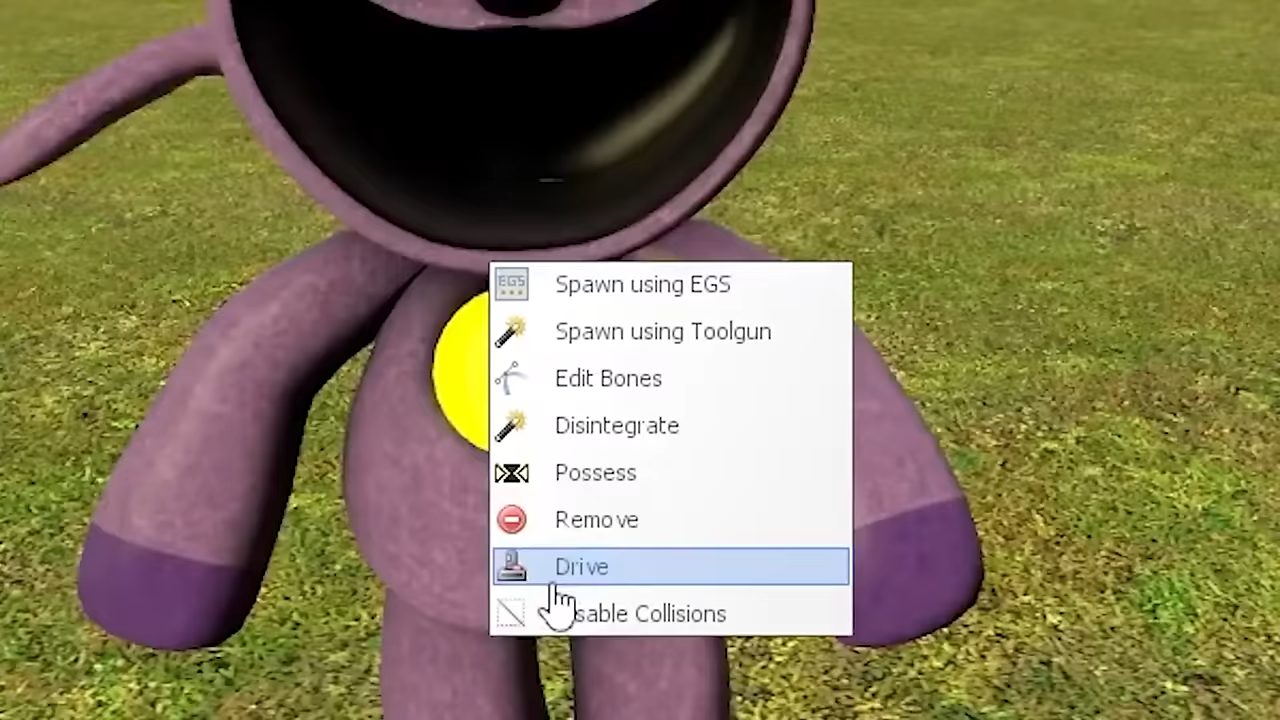 EGS
Spawn using EGS
Spawn using Toolgun
Edit Bones
Disintegrate
Possess
Remove
Drive
sable Collisions